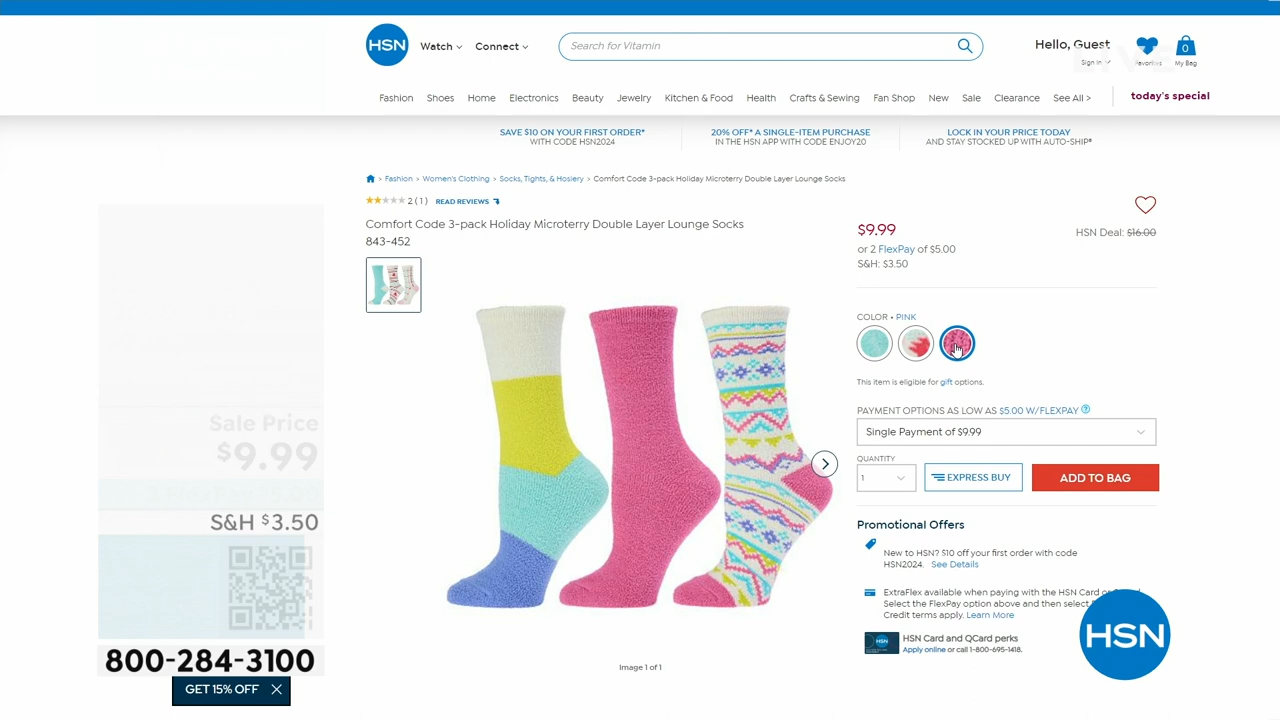 HSN
Watch
Connect
Search for Vitamin
Hello, Guest
Sign In
Favorites
0
My Bag
Fashion
Shoes
Home
Electronics
Beauty
Jewelry
Kitchen & Food
Health
Crafts & Sewing
Fan Shop
New
Sale
Clearance
See All >
today's special
SAVE $10 ON YOUR FIRST ORDER*
WITH CODE HSN2024
20% OFF* A SINGLE-ITEM PURCHASE
IN THE HSN APP WITH CODE ENJOY20
LOCK IN YOUR PRICE TODAY
AND STAY STOCKED UP WITH AUTO-SHIP®
> Fashion > Women's Clothing > Socks, Tights, & Hosiery > Comfort Code 3-pack Holiday Microterry Double Layer Lounge Socks
2 (1) READ REVIEWS
Comfort Code 3-pack Holiday Microterry Double Layer Lounge Socks
843-452
$9.99
HSN Deal: $16.00
or 2 FlexPay of $5.00
S&H: $3.50
COLOR • PINK
This item is eligible for gift options.
PAYMENT OPTIONS AS LOW AS $5.00 W/FLEXPAY
Single Payment of $9.99
QUANTITY
1
EXPRESS BUY
ADD TO BAG
Promotional Offers
New to HSN? $10 off your first order with code
HSN2024. See Details
ExtraFlex available when paying with the HSN Card or
Select the FlexPay option above and then select
Credit terms apply. Learn More
HSN Card and QCard perks
Apply online or call 1-800-695-1418.
HSN
Image 1 of 1
Sale Price
$9.99
S&H $3.50
800-284-3100
GET 15% OFF